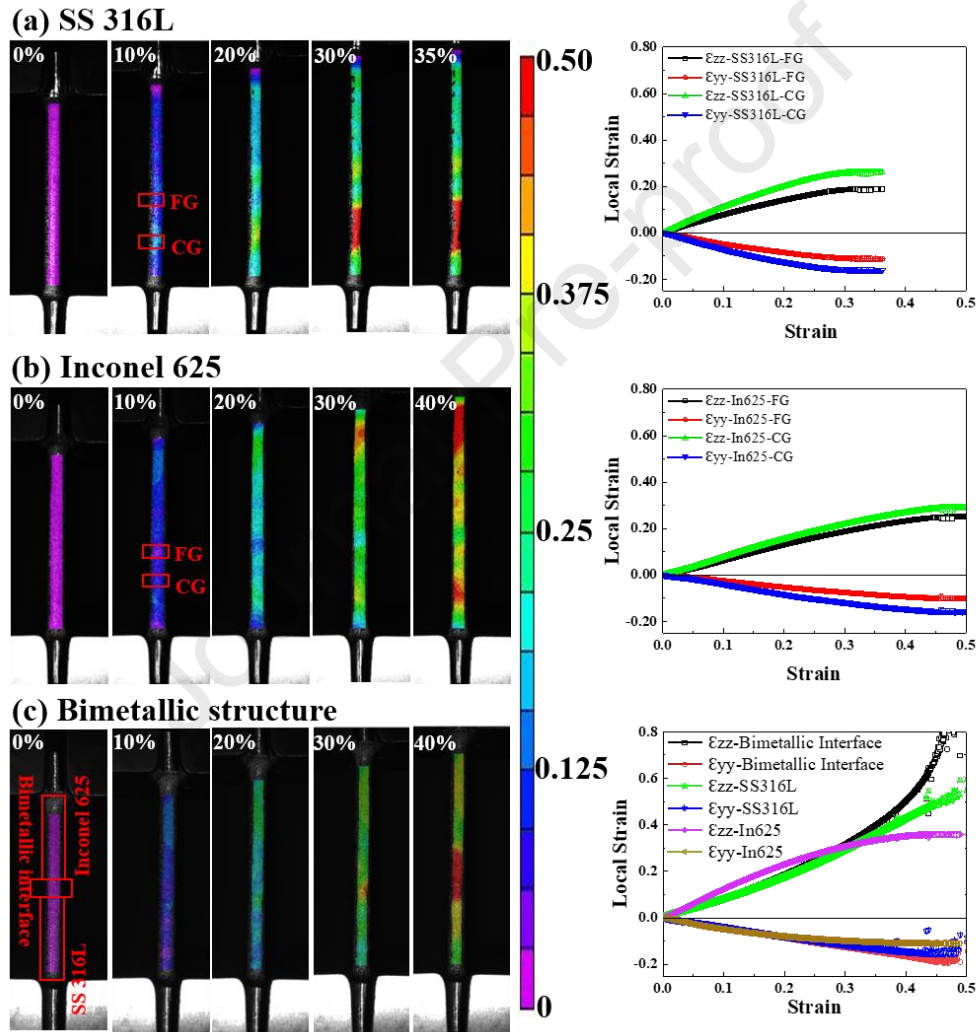 (a) SS 316L
0% 10% 20% 30% 35%
FG
CG
0.50
0.375
0.25
0.125
0
0.80
0.60
0.40
0.20
0.00
-0.20
Local Strain
εzz-SS316L-FG
εyy-SS316L-FG
εzz-SS316L-CG
εyy-SS316L-CG
0.0 0.1 0.2 0.3 0.4 0.5
Strain
(b) Inconel 625
0% 10% 20% 30% 40%
FG
CG
0.80
0.60
0.40
0.20
0.00
-0.20
Local Strain
εzz-In625-FG
εyy-In625-FG
εzz-In625-CG
εyy-In625-CG
0.0 0.1 0.2 0.3 0.4 0.5
Strain
(c) Bimetallic structure
0% 10% 20% 30% 40%
Bimetallic interface
Inconel 625
SS 316L
0.8
0.6
0.4
0.2
0.0
-0.2
Local Strain
εzz-Bimetallic Interface
εyy-Bimetallic Interface
εzz-SS316L
εyy-SS316L
εzz-In625
εyy-In625
0.0 0.1 0.2 0.3 0.4 0.5
Strain
Journal Pre-proof